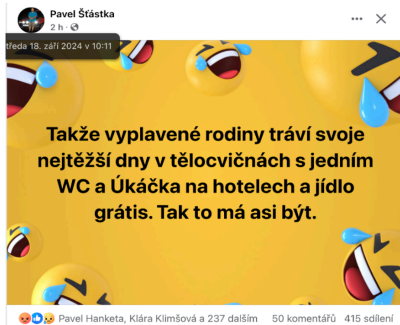 Pavel Šťástka
2 h ·
tředa 18. září 2024 v 10:11
Takže vyplavené rodiny tráví svoje
nejtěžší dny v tělocvičnách s jedním
WC a Úkáčka na hotelech a jídlo
grátis. Tak to má asi být.
Pavel Hanketa, Klára Klimšová a 237 dalším 50 komentářů 415 sdílení